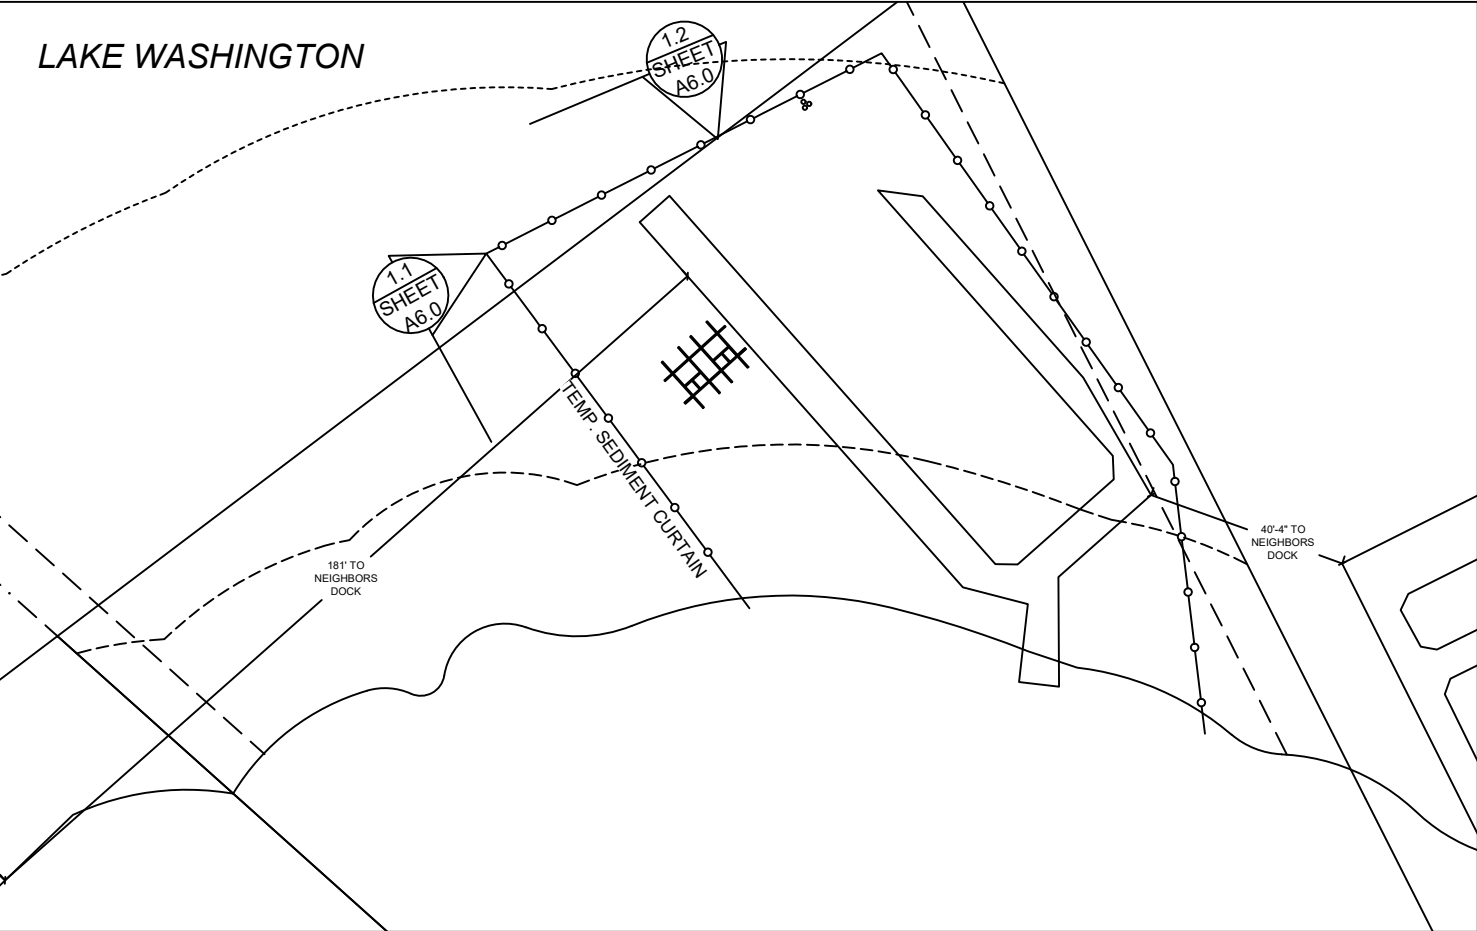 LAKE WASHINGTON
1.2
SHEET
A6.0
1.1
SHEET
A6.0
TEMP. SEDIMENT CURTAIN
40'-4" TO
NEIGHBORS
DOCK
181' TO
NEIGHBORS
DOCK